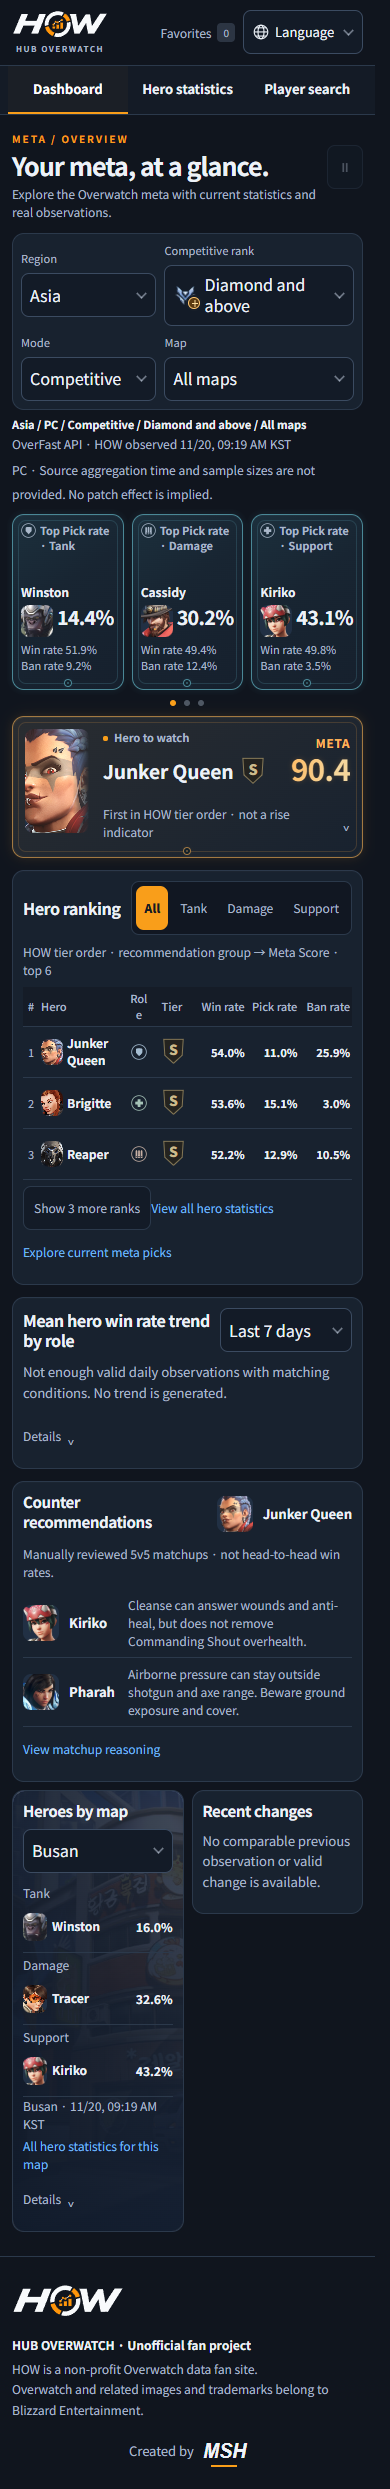 HOW
HUB OVERWATCH
Favorites 0
Language
Dashboard
Hero statistics
Player search
META / OVERVIEW
Your meta, at a glance.
Explore the Overwatch meta with current statistics and
real observations.
Region
Competitive rank
Asia
Diamond and
above
Mode
Map
Competitive
All maps
Asia / PC / Competitive / Diamond and above / All maps
OverFast API · HOW observed 11/20, 09:19 AM KST
PC · Source aggregation time and sample sizes are not
provided. No patch effect is implied.
Top Pick rate
· Tank
Winston
14.4%
Win rate 51.9%
Ban rate 9.2%
Top Pick rate
· Damage
Cassidy
30.2%
Win rate 49.4%
Ban rate 12.4%
Top Pick rate
· Support
Kiriko
43.1%
Win rate 49.8%
Ban rate 3.5%
Hero to watch
Junker Queen S
META
90.4
First in HOW tier order · not a rise
indicator
Hero ranking
All
Tank
Damage
Support
HOW tier order · recommendation group → Meta Score ·
top 6
# Hero Rol
e Tier Win rate Pick rate Ban rate
1 Junker
Queen S 54.0% 11.0% 25.9%
2 Brigitte S 53.6% 15.1% 3.0%
3 Reaper S 52.2% 12.9% 10.5%
Show 3 more ranks
View all hero statistics
Explore current meta picks
Mean hero win rate trend
by role
Last 7 days
Not enough valid daily observations with matching
conditions. No trend is generated.
Details
Counter
recommendations
Junker Queen
Manually reviewed 5v5 matchups · not head-to-head win
rates.
Kiriko
Cleanse can answer wounds and anti-
heal, but does not remove
Commanding Shout overhealth.
Pharah
Airborne pressure can stay outside
shotgun and axe range. Beware ground
exposure and cover.
View matchup reasoning
Heroes by map
Busan
Tank
Winston 16.0%
Damage
Tracer 32.6%
Support
Kiriko 43.2%
Busan · 11/20, 09:19 AM
KST
All hero statistics for this
map
Details
Recent changes
No comparable previous
observation or valid
change is available.
HOW
HUB OVERWATCH · Unofficial fan project
HOW is a non-profit Overwatch data fan site.
Overwatch and related images and trademarks belong to
Blizzard Entertainment.
Created by MSH